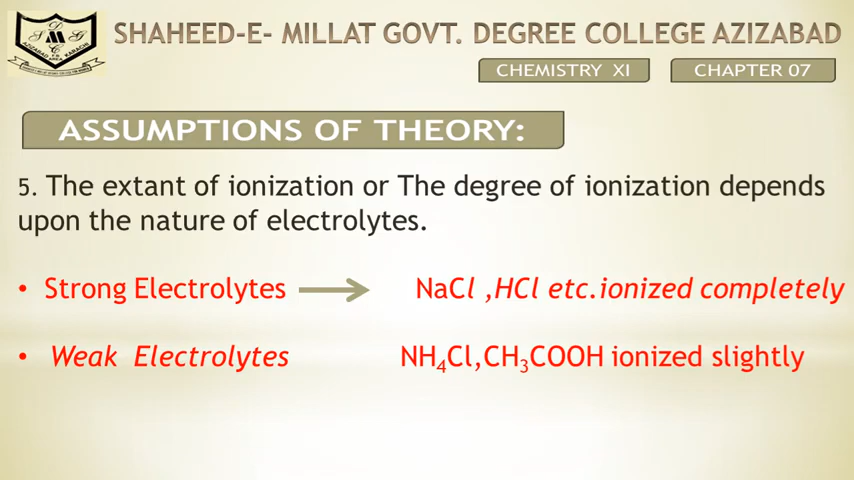 SHAHEED-E- MILLAT GOVT. DEGREE COLLEGE AZIZABAD
CHEMISTRY XI
CHAPTER 07
ASSUMPTIONS OF THEORY:
5. The extant of ionization or The degree of ionization depends
upon the nature of electrolytes.
• Strong Electrolytes → NaCl ,HCl etc.ionized completely
• Weak Electrolytes NH₄Cl,CH₃COOH ionized slightly